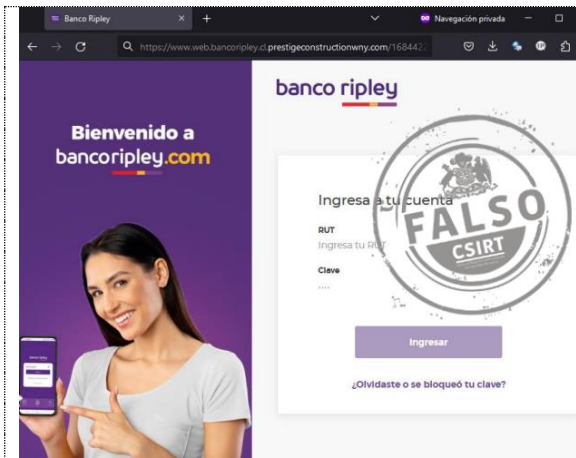 Banco Ripley
Navegación privada
https://www.web.bancoripley.cl.prestigeconstructionwny.com/168442
Bienvenido a
bancoripley.com
banco ripley
Ingresa a tu cuenta
RUT
Ingresa tu RUT
Clave
....
FALSO
CSIRT
Ingresar
¿Olvidaste o se bloqueó tu clave?